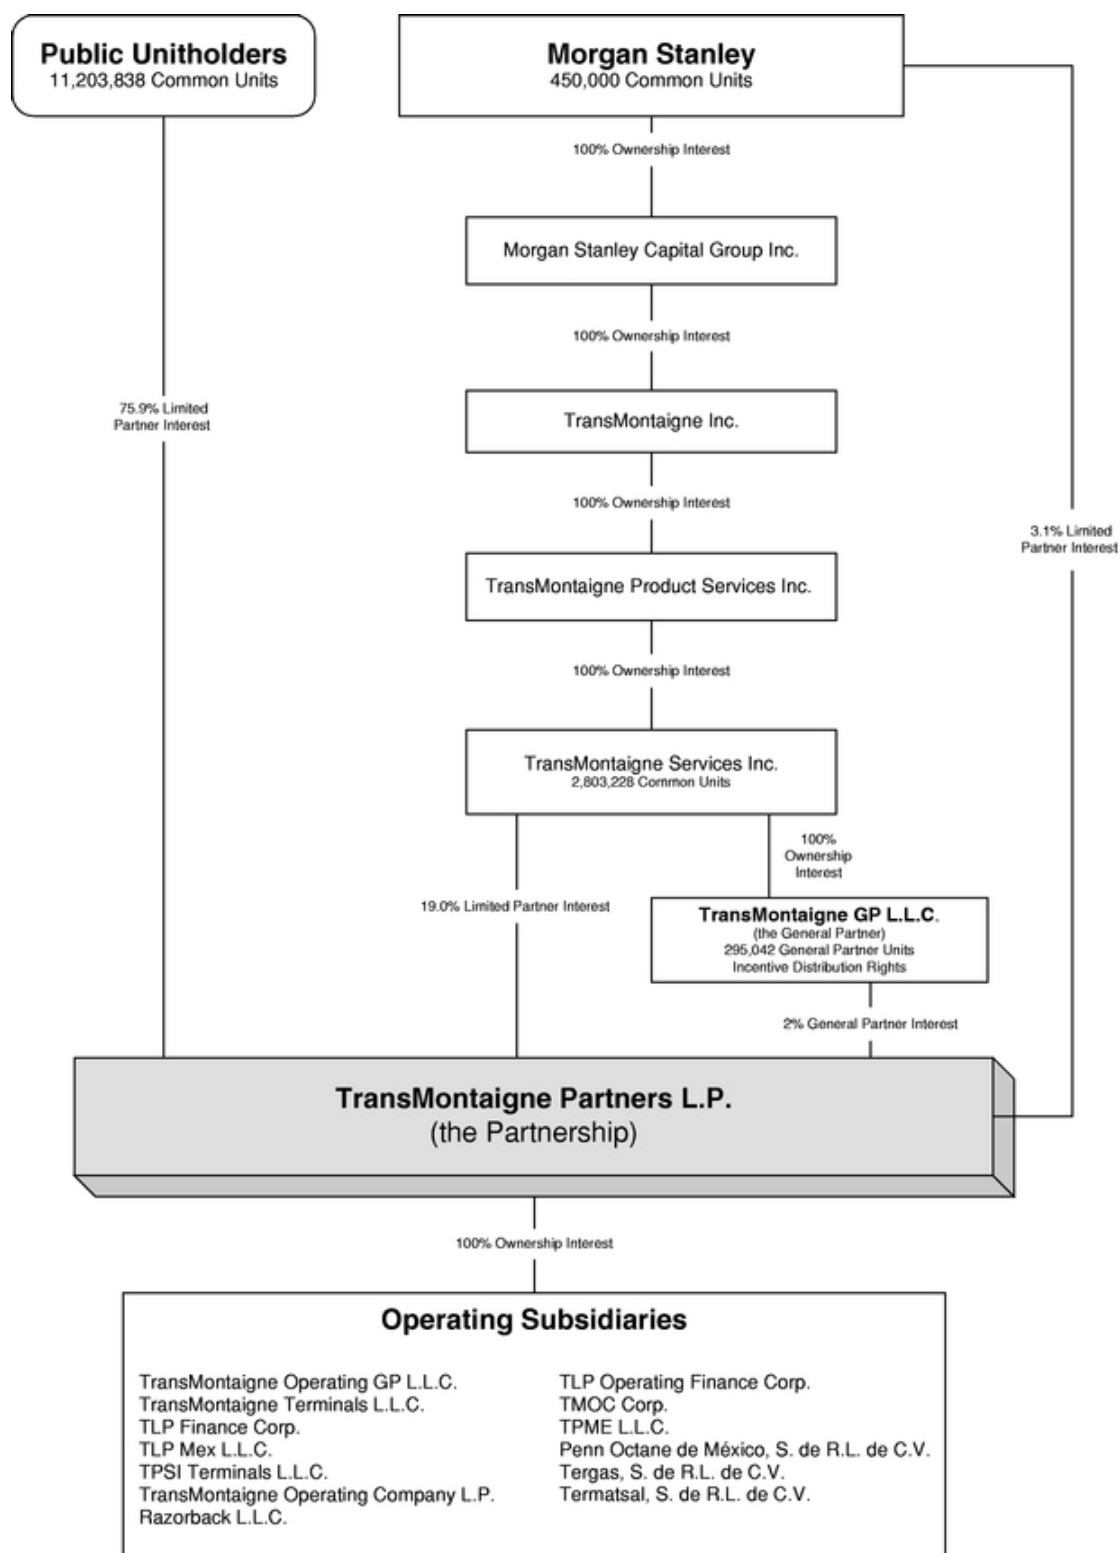 Public Unitholders
11,203,838 Common Units
Morgan Stanley
450,000 Common Units
100% Ownership Interest
Morgan Stanley Capital Group Inc.
100% Ownership Interest
TransMontaigne Inc.
75.9% Limited
Partner Interest
100% Ownership Interest
3.1% Limited
Partner Interest
TransMontaigne Product Services Inc.
100% Ownership Interest
TransMontaigne Services Inc.
2,803,228 Common Units
100%
Ownership
Interest
19.0% Limited Partner Interest
TransMontaigne GP L.L.C.
(the General Partner)
295,042 General Partner Units
Incentive Distribution Rights
2% General Partner Interest
TransMontaigne Partners L.P.
(the Partnership)
100% Ownership Interest
Operating Subsidiaries
TransMontaigne Operating GP L.L.C.
TransMontaigne Terminals L.L.C.
TLP Finance Corp.
TLP Mex L.L.C.
TPSI Terminals L.L.C.
TransMontaigne Operating Company L.P.
Razorback L.L.C.
TLP Operating Finance Corp.
TMOC Corp.
TPME L.L.C.
Penn Octane de México, S. de R.L. de C.V.
Tergas, S. de R.L. de C.V.
Termatsal, S. de R.L. de C.V.